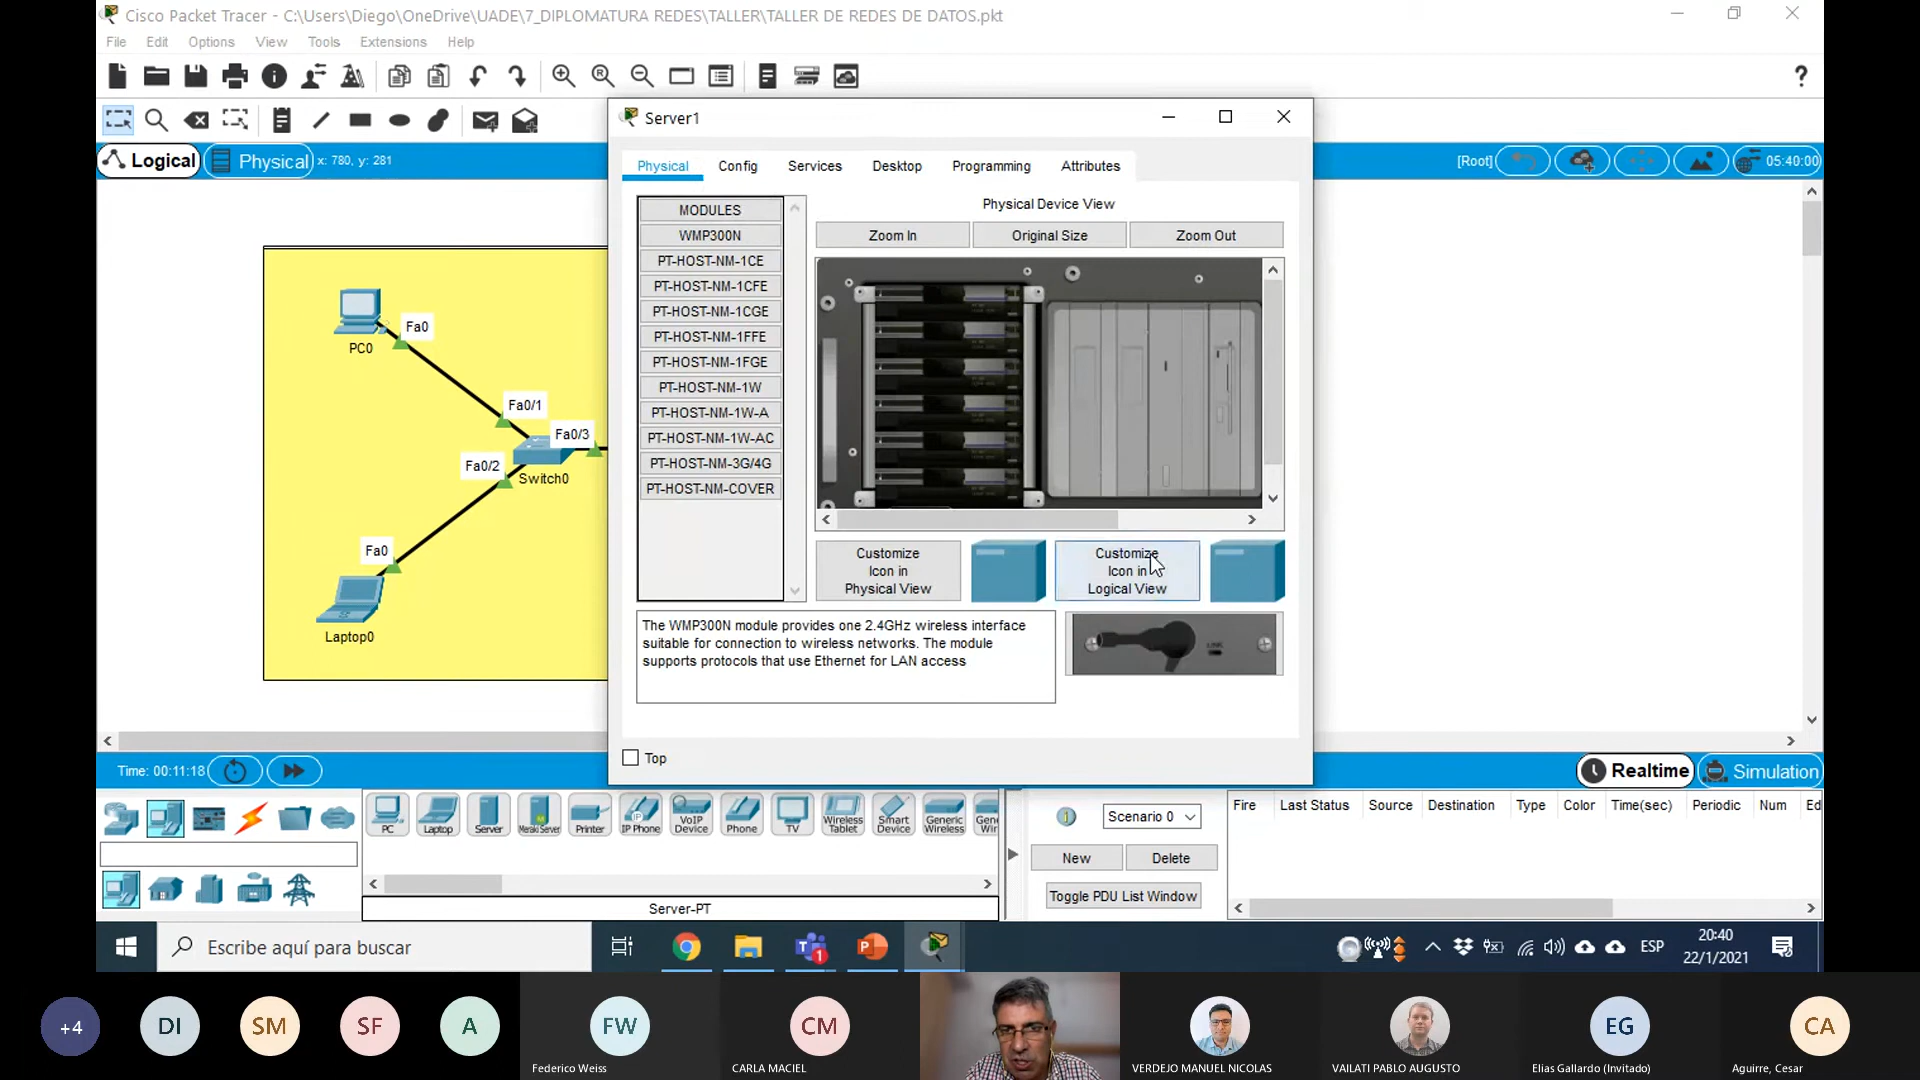 Cisco Packet Tracer - C:\Users\Diego\OneDrive\UADE\7_DIPLOMATURA REDES\TALLER\TALLER DE REDES DE DATOS.pkt
File Edit Options View Tools Extensions Help
?
Server1
Logical Physical x: 780, y: 281
[Root] 05:40:00
Physical Config Services Desktop Programming Attributes
MODULES
WMP300N
PT-HOST-NM-1CE
PT-HOST-NM-1CFE
PT-HOST-NM-1CGE
PT-HOST-NM-1FFE
PT-HOST-NM-1FGE
PT-HOST-NM-1W
PT-HOST-NM-1W-A
PT-HOST-NM-1W-AC
PT-HOST-NM-3G/4G
PT-HOST-NM-COVER
Physical Device View
Zoom In Original Size Zoom Out
Fa0
PC0
Fa0/1
Fa0/3
Fa0/2
Switch0
Fa0
Laptop0
Customize
Icon in
Physical View
Customize
Icon in
Logical View
The WMP300N module provides one 2.4GHz wireless interface
suitable for connection to wireless networks. The module
supports protocols that use Ethernet for LAN access
LINK
Top
Time: 00:11:18
Realtime Simulation
PC Laptop Server Meraki Server Printer IP Phone VoIP Device Phone TV Wireless Tablet Smart Device Generic Wireless Gene Wir
Server-PT
Scenario 0
New Delete
Toggle PDU List Window
Fire Last Status Source Destination Type Color Time(sec) Periodic Num Ed
Escribe aquí para buscar
1
ESP
20:40
22/1/2021
+4 DI SM SF A FW CM EG CA
Federico Weiss CARLA MACIEL VERDEJO MANUEL NICOLAS VAILATI PABLO AUGUSTO Elias Gallardo (Invitado) Aguirre, Cesar